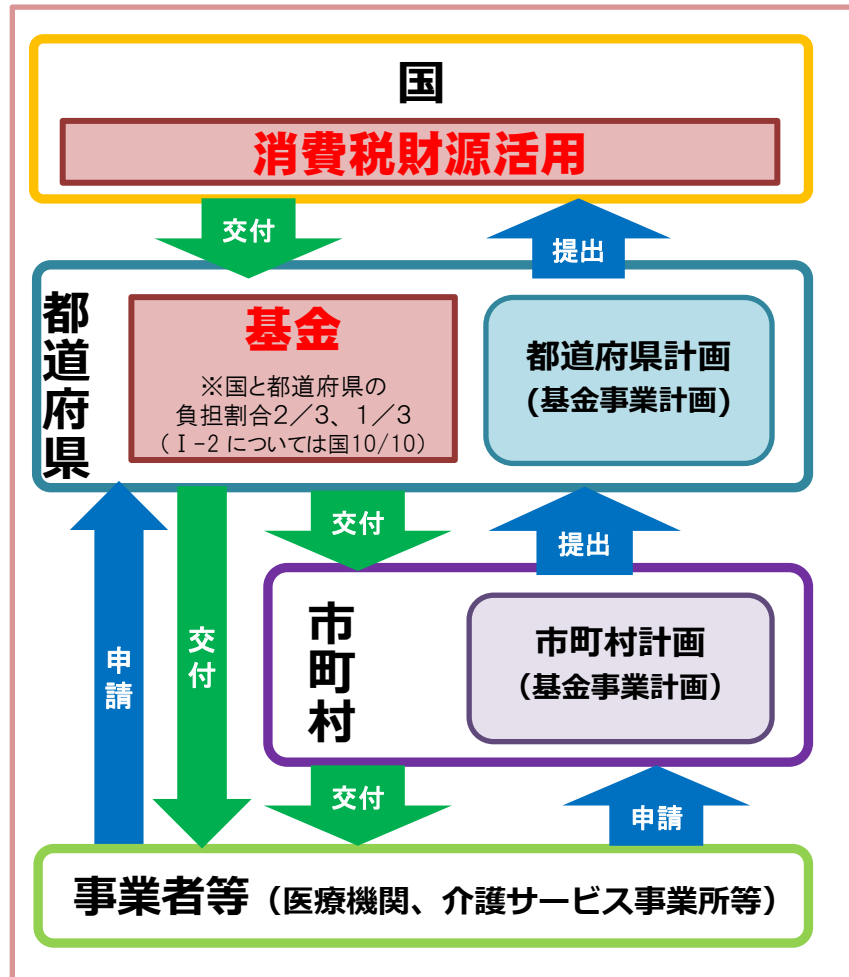 国
消費税財源活用
交付
提出
都道府県
基金
※国と都道府県の
負担割合2／3、1／3
(Ⅰ-2 については国10/10)
都道府県計画
(基金事業計画)
交付
提出
申請
交付
市町村
市町村計画
(基金事業計画)
交付
申請
事業者等（医療機関、介護サービス事業所等）